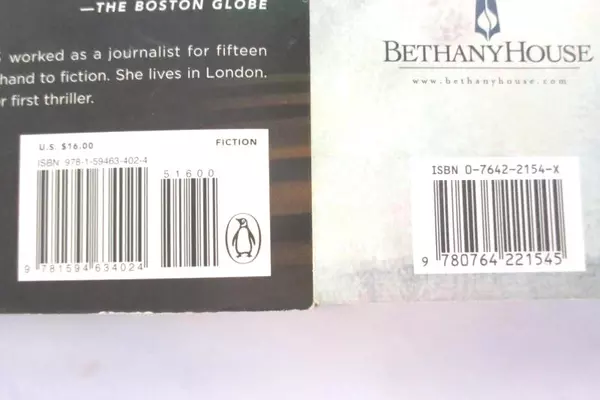 —THE BOSTON GLOBE
worked as a journalist for fifteen
hand to fiction. She lives in London.
first thriller.
U.S. $16.00
FICTION
ISBN 978-1-59463-402-4
51600
9 781594 634024
BETHANYHOUSE
www.bethanyhouse.com
ISBN 0-7642-2154-X
9 780764 221545